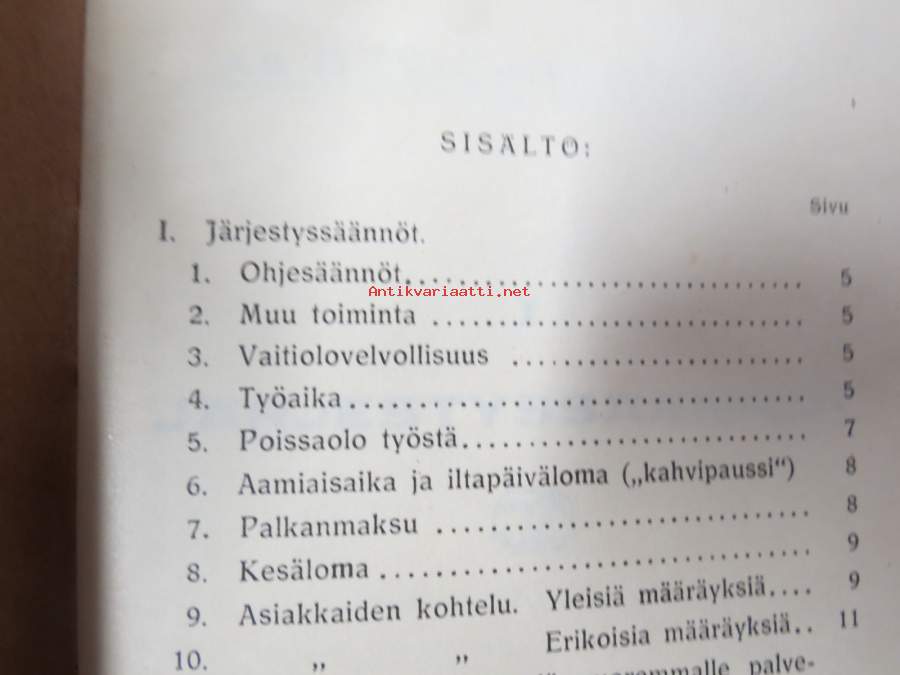 SISÄLTÖ:
Sivu
I. Järjestyssäännöt.
1. Ohjesäännöt.............................. 5
Antikvariaatti.net
2. Muu toiminta .............................. 5
3. Vaitiolovelvollisuus ........................ 5
4. Työaika.................................... 5
5. Poissaolo työstä............................ 7
6. Aamiaisaika ja iltapäiväloma („kahvipaussi“) 8
7. Palkanmaksu .............................. 8
8. Kesäloma.................................. 9
9. Asiakkaiden kohtelu. Yleisiä määräyksiä.... 9
10. „ „ Erikoisia määräyksiä.. 11
palve-